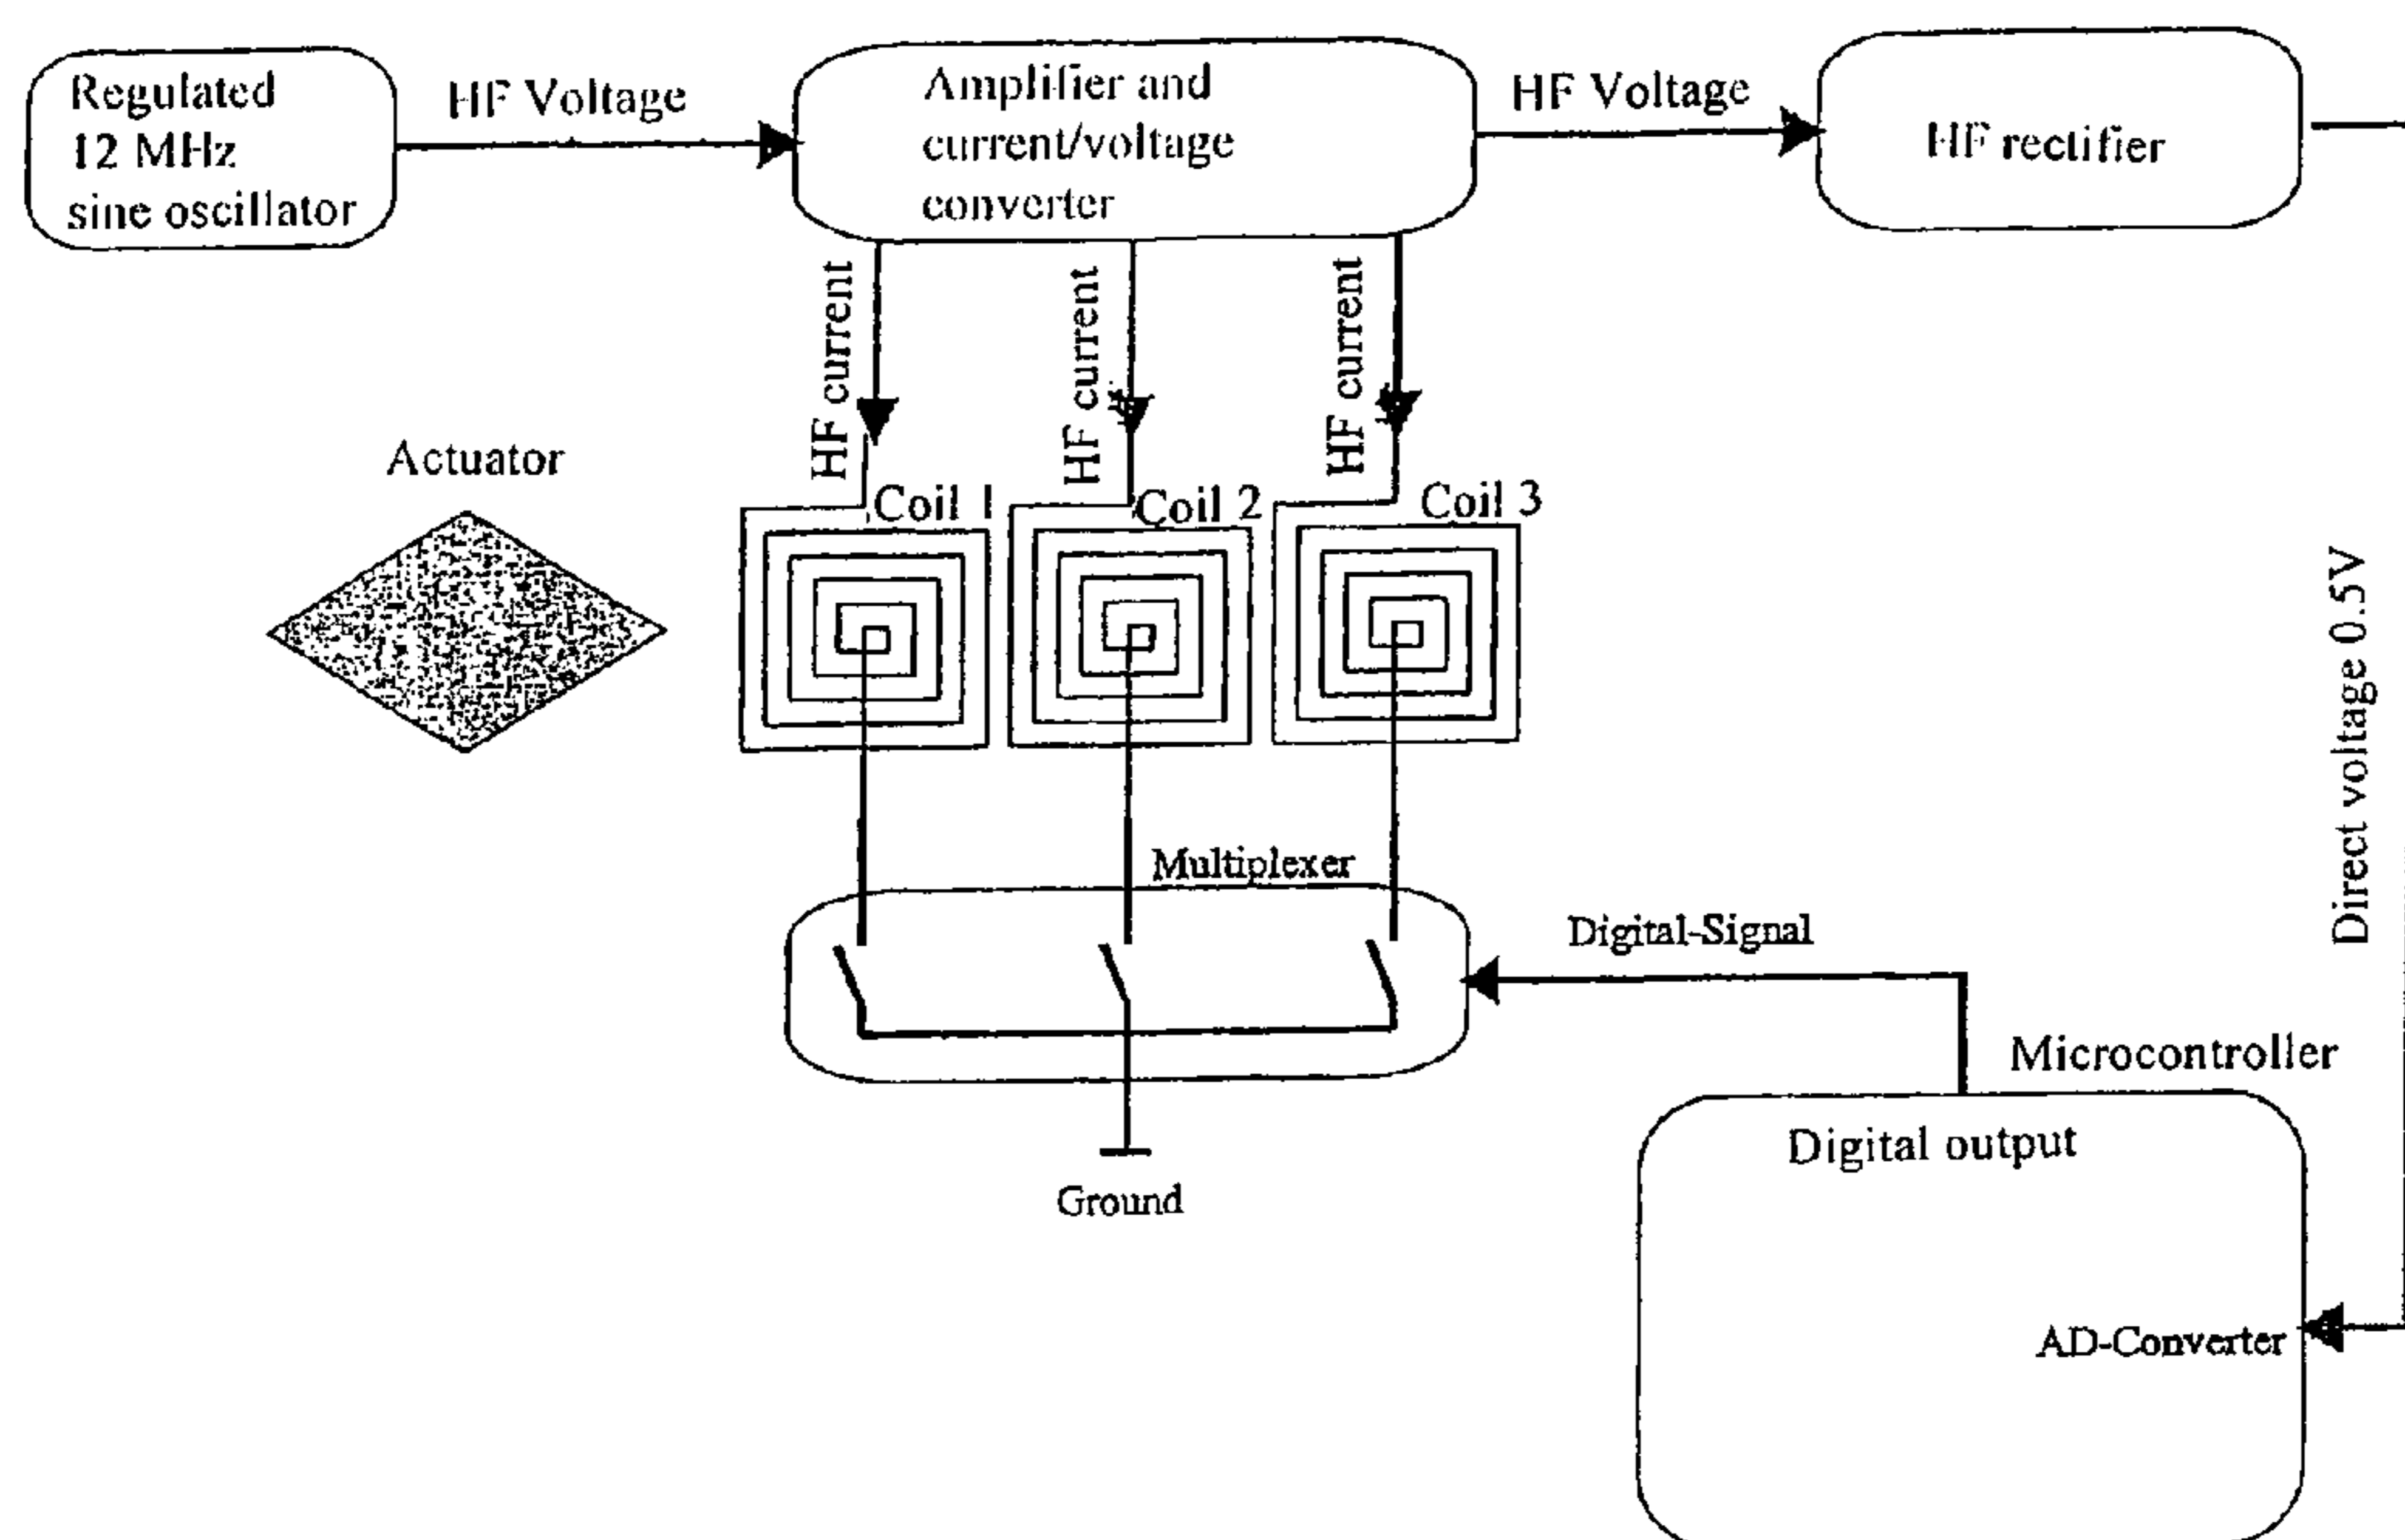 Regulated
12 MHz
sine oscillator
HF Voltage
Amplifier and
current/voltage
converter
HF Voltage
HF rectifier
HF current
HF current
HF current
Actuator
Coil 1
Coil 2
Coil 3
Direct voltage 0.5V
Multiplexer
Digital-Signal
Microcontroller
Digital output
Ground
AD-Converter